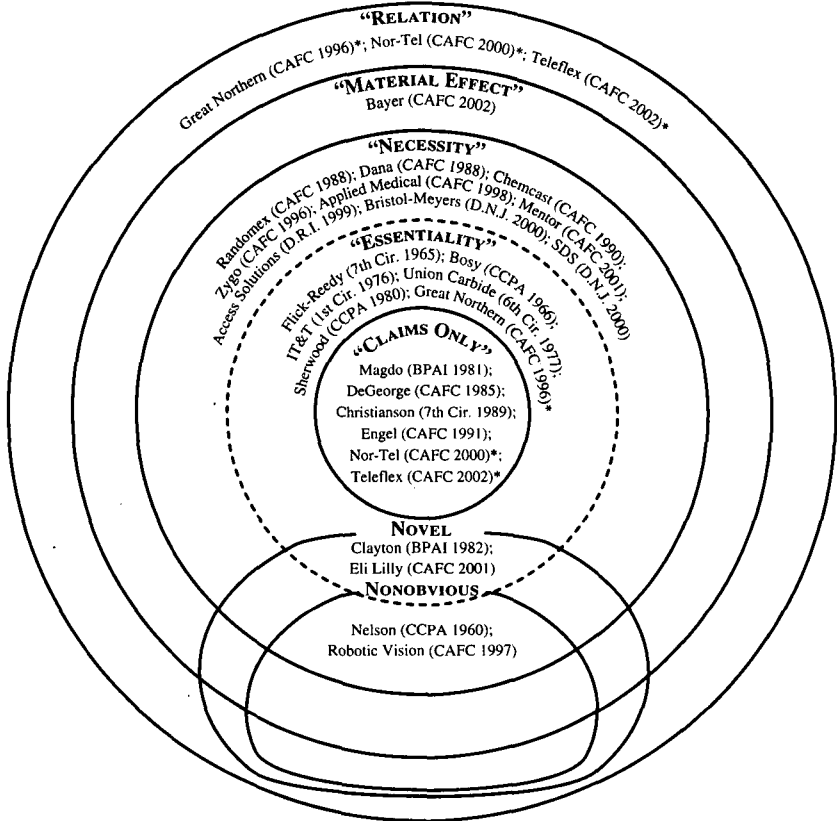 “RELATION”
Great Northern (CAFC 1996)*; Nor-Tel (CAFC 2000)*; Teleflex (CAFC 2002)*
“MATERIAL EFFECT”
Bayer (CAFC 2002)
“NECESSITY”
Randomex (CAFC 1988); Dana (CAFC 1988); Chemcast (CAFC 1990);
Zygo (CAFC 1996); Applied Medical (CAFC 1998); Mentor (CAFC 2001);
Access Solutions (D.R.I. 1999); Bristol-Meyers (D.N.J. 2000); SDS (D.N.J. 2000)
“ESSENTIALITY”
Flick-Reedy (7th Cir. 1965); Bosy (CCPA 1966);
IT&T (1st Cir. 1976); Union Carbide (6th Cir. 1977);
Sherwood (CCPA 1980); Great Northern (CAFC 1996)*
“CLAIMS ONLY”
Magdo (BPAI 1981);
DeGeorge (CAFC 1985);
Christianson (7th Cir. 1989);
Engel (CAFC 1991);
Nor-Tel (CAFC 2000)*;
Teleflex (CAFC 2002)*
NOVEL
Clayton (BPAI 1982);
Eli Lilly (CAFC 2001)
NONOBVIOUS
Nelson (CCPA 1960);
Robotic Vision (CAFC 1997)